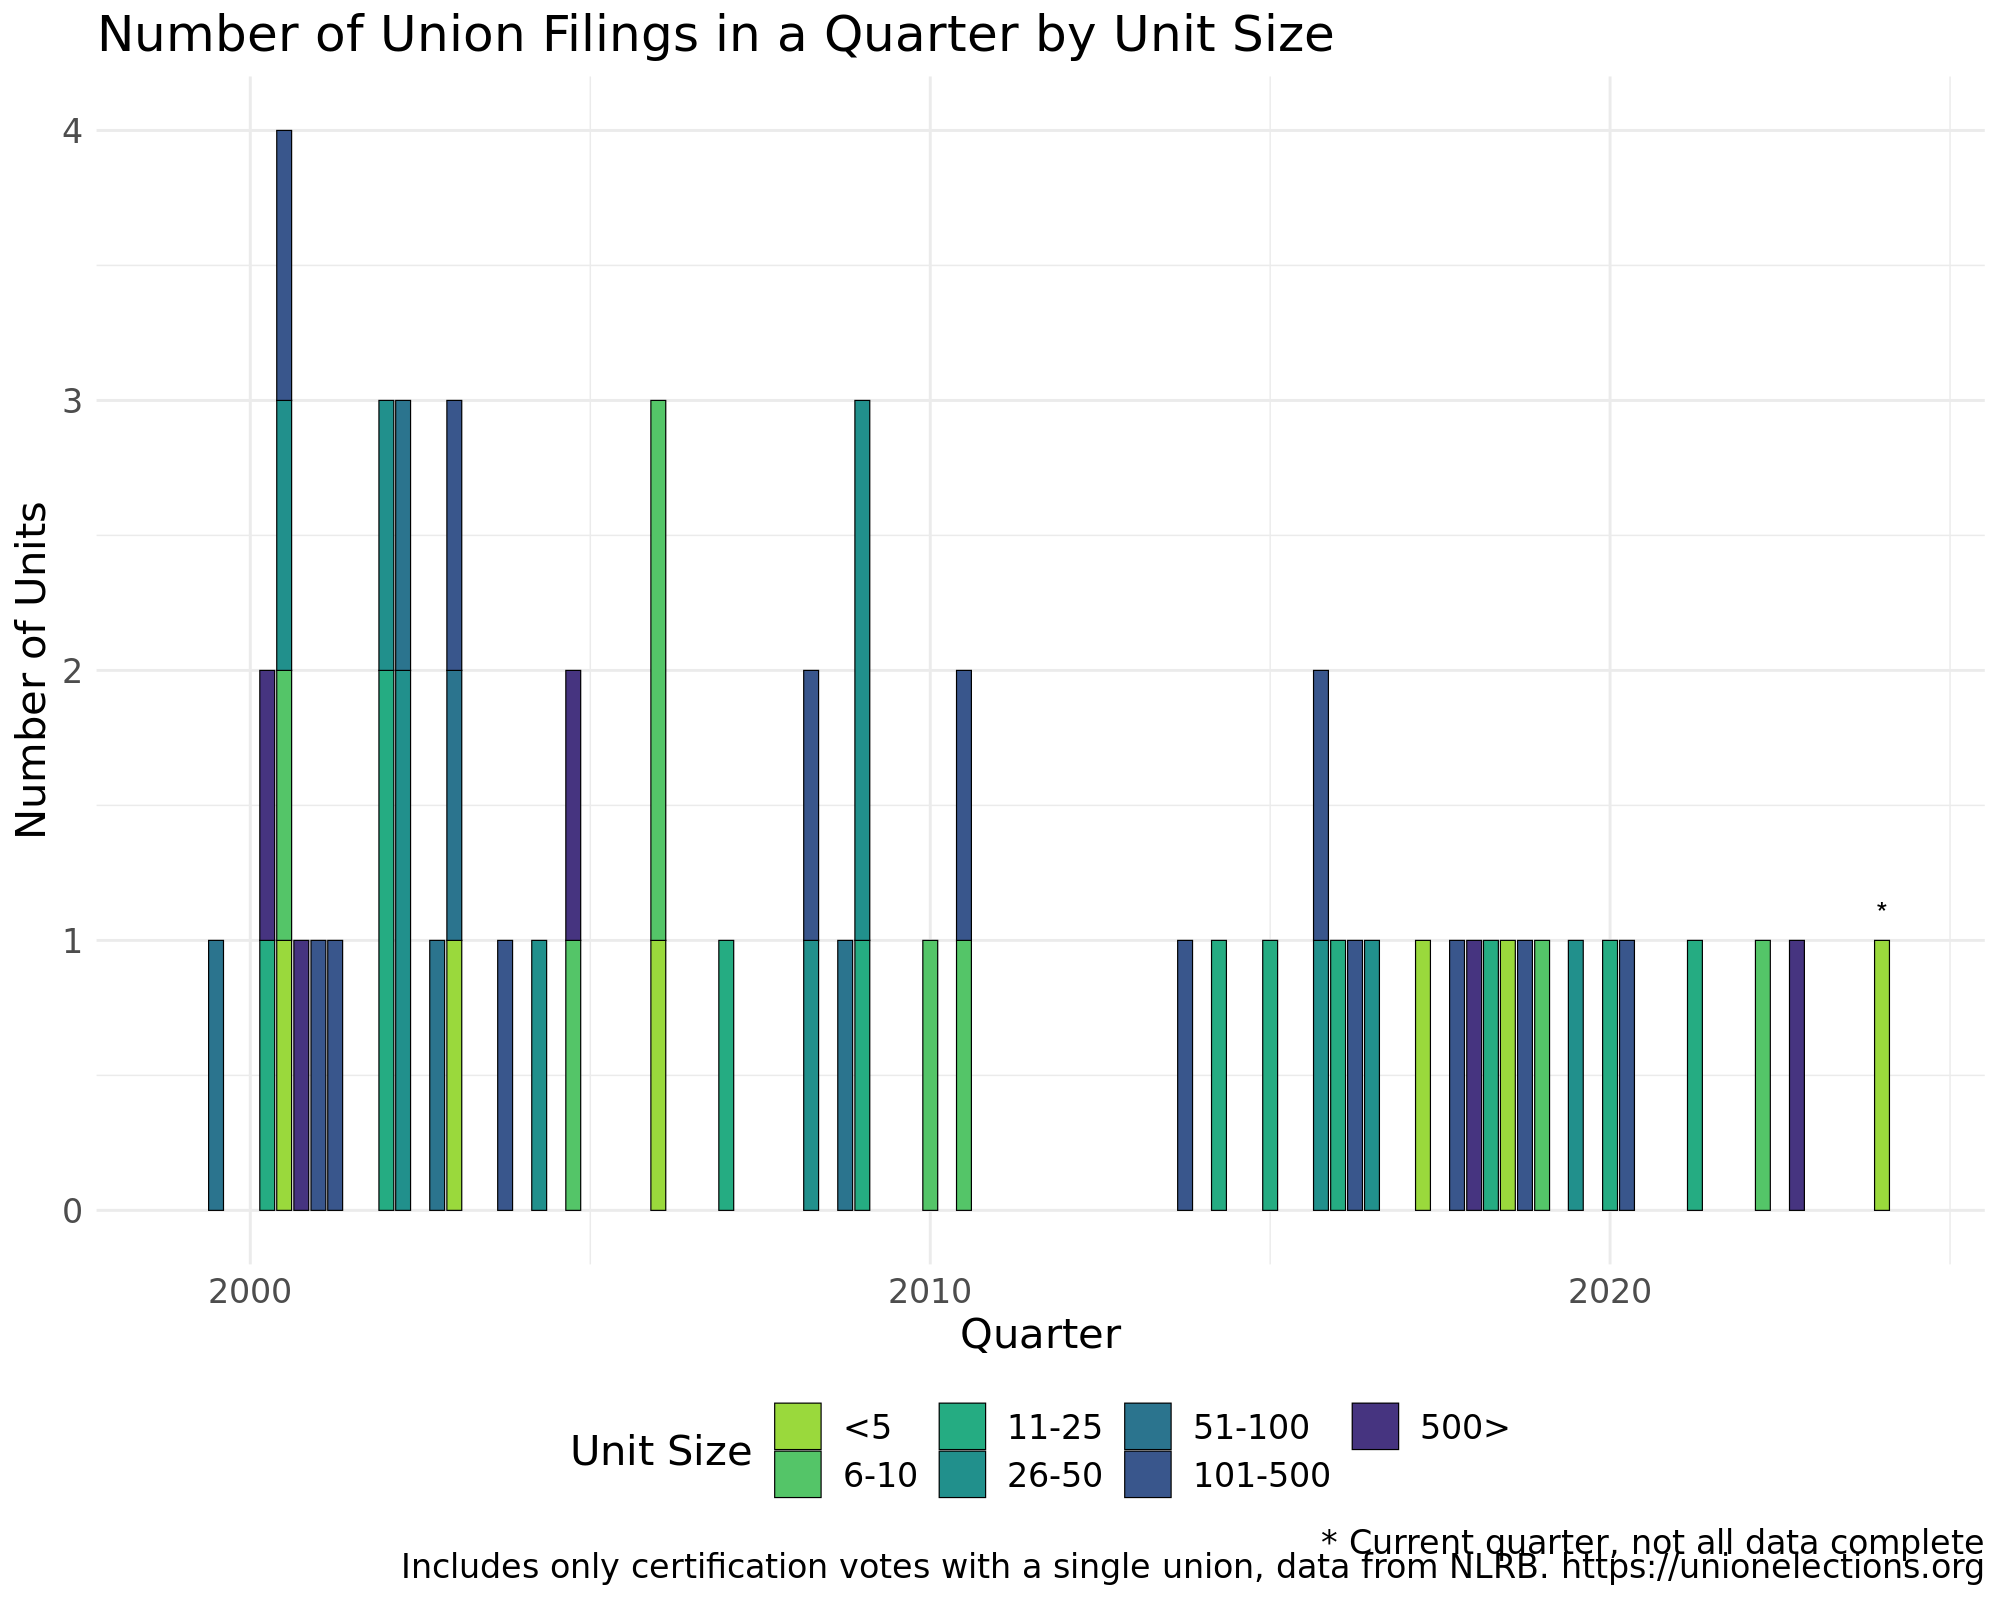 Number of Union Filings in a Quarter by Unit Size
Number of Units
4
3
2
1
0
*
2000 2010 2020
Quarter
Unit Size
<5 11-25 51-100 500>
6-10 26-50 101-500
* Current quarter, not all data complete
Includes only certification votes with a single union, data from NLRB. https://unionelections.org